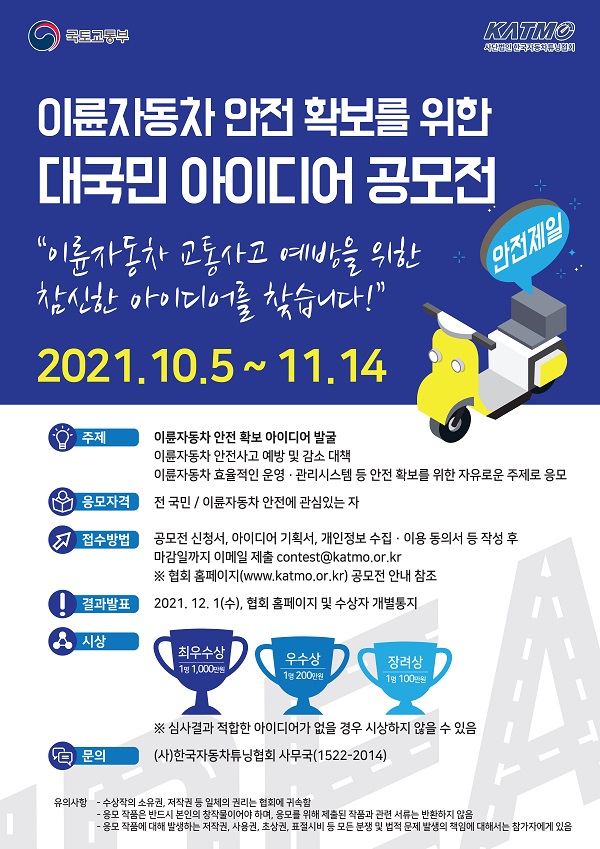 국토교통부
KATMO
사단법인 한국자동차튜닝협회
이륜자동차 안전 확보를 위한
대국민 아이디어 공모전
안전제일
“이륜자동차 교통사고 예방을 위한
참신한 아이디어를 찾습니다!”
2021.10.5 ~ 11.14
주제
이륜자동차 안전 확보 아이디어 발굴
이륜자동차 안전사고 예방 및 감소 대책
이륜자동차 효율적인 운영 · 관리시스템 등 안전 확보를 위한 자유로운 주제로 응모
응모자격
전 국민 / 이륜자동차 안전에 관심있는 자
접수방법
공모전 신청서, 아이디어 기획서, 개인정보 수집 · 이용 동의서 등 작성 후
마감일까지 이메일 제출 contest@katmo.or.kr
※ 협회 홈페이지(www.katmo.or.kr) 공모전 안내 참조
결과발표
2021. 12. 1(수), 협회 홈페이지 및 수상자 개별통지
시상
최우수상
1명 1,000만원
우수상
1명 200만원
장려상
1명 100만원
※ 심사결과 적합한 아이디어가 없을 경우 시상하지 않을 수 있음
문의
(사)한국자동차튜닝협회 사무국(1522-2014)
IDEA
유의사항 - 수상작의 소유권, 저작권 등 일체의 권리는 협회에 귀속함
- 응모 작품은 반드시 본인의 창작물이어야 하며, 응모를 위해 제출된 작품과 관련 서류는 반환하지 않음
- 응모 작품에 대해 발생하는 저작권, 사용권, 초상권, 표절시비 등 모든 분쟁 및 법적 문제 발생의 책임에 대해서는 참가자에게 있음